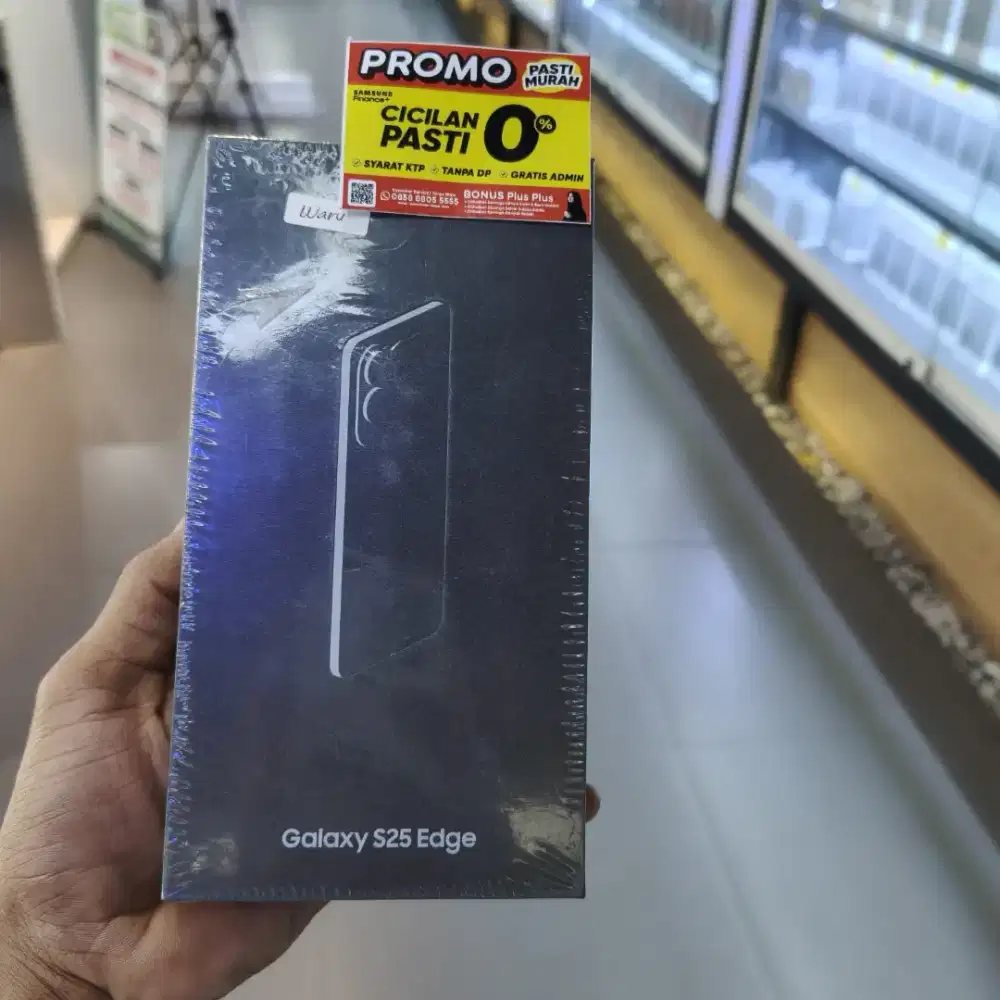 PROMO
PASTI
MURAH
SAMSUNG
Finance+
CICILAN
PASTI 0%
SYARAT KTP TANPA DP GRATIS ADMIN
BONUS Plus Plus
Waru
Galaxy S25 Edge